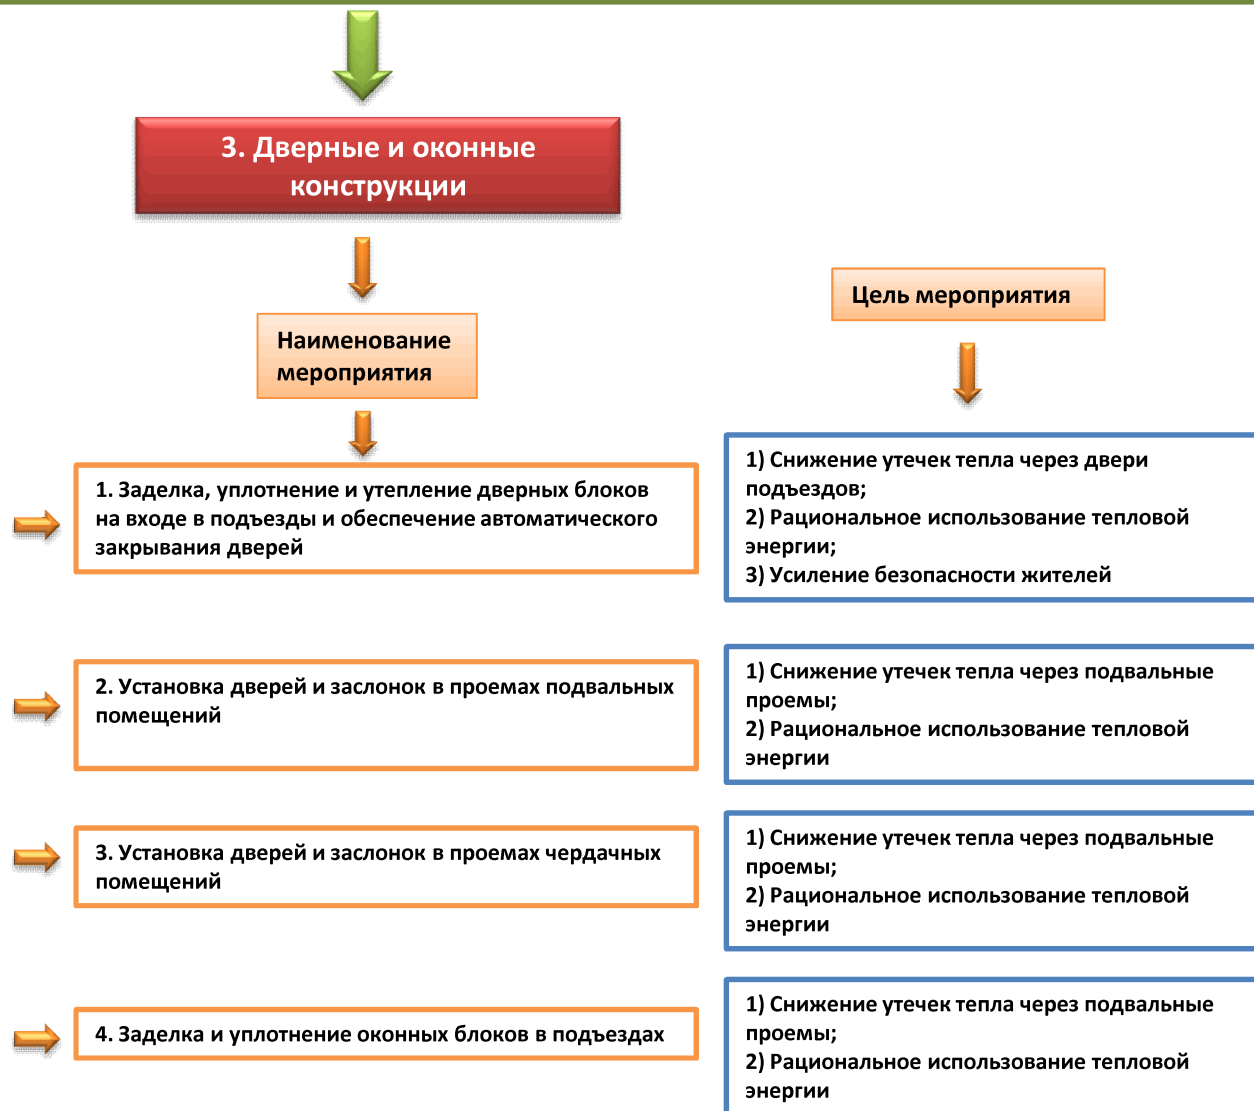 3. Дверные и оконные
конструкции
Наименование
мероприятия
Цель мероприятия
1. Заделка, уплотнение и утепление дверных блоков
на входе в подъезды и обеспечение автоматического
закрывания дверей
1) Снижение утечек тепла через двери
подъездов;
2) Рациональное использование тепловой
энергии;
3) Усиление безопасности жителей
2. Установка дверей и заслонок в проемах подвальных
помещений
1) Снижение утечек тепла через подвальные
проемы;
2) Рациональное использование тепловой
энергии
3. Установка дверей и заслонок в проемах чердачных
помещений
1) Снижение утечек тепла через подвальные
проемы;
2) Рациональное использование тепловой
энергии
4. Заделка и уплотнение оконных блоков в подъездах
1) Снижение утечек тепла через подвальные
проемы;
2) Рациональное использование тепловой
энергии